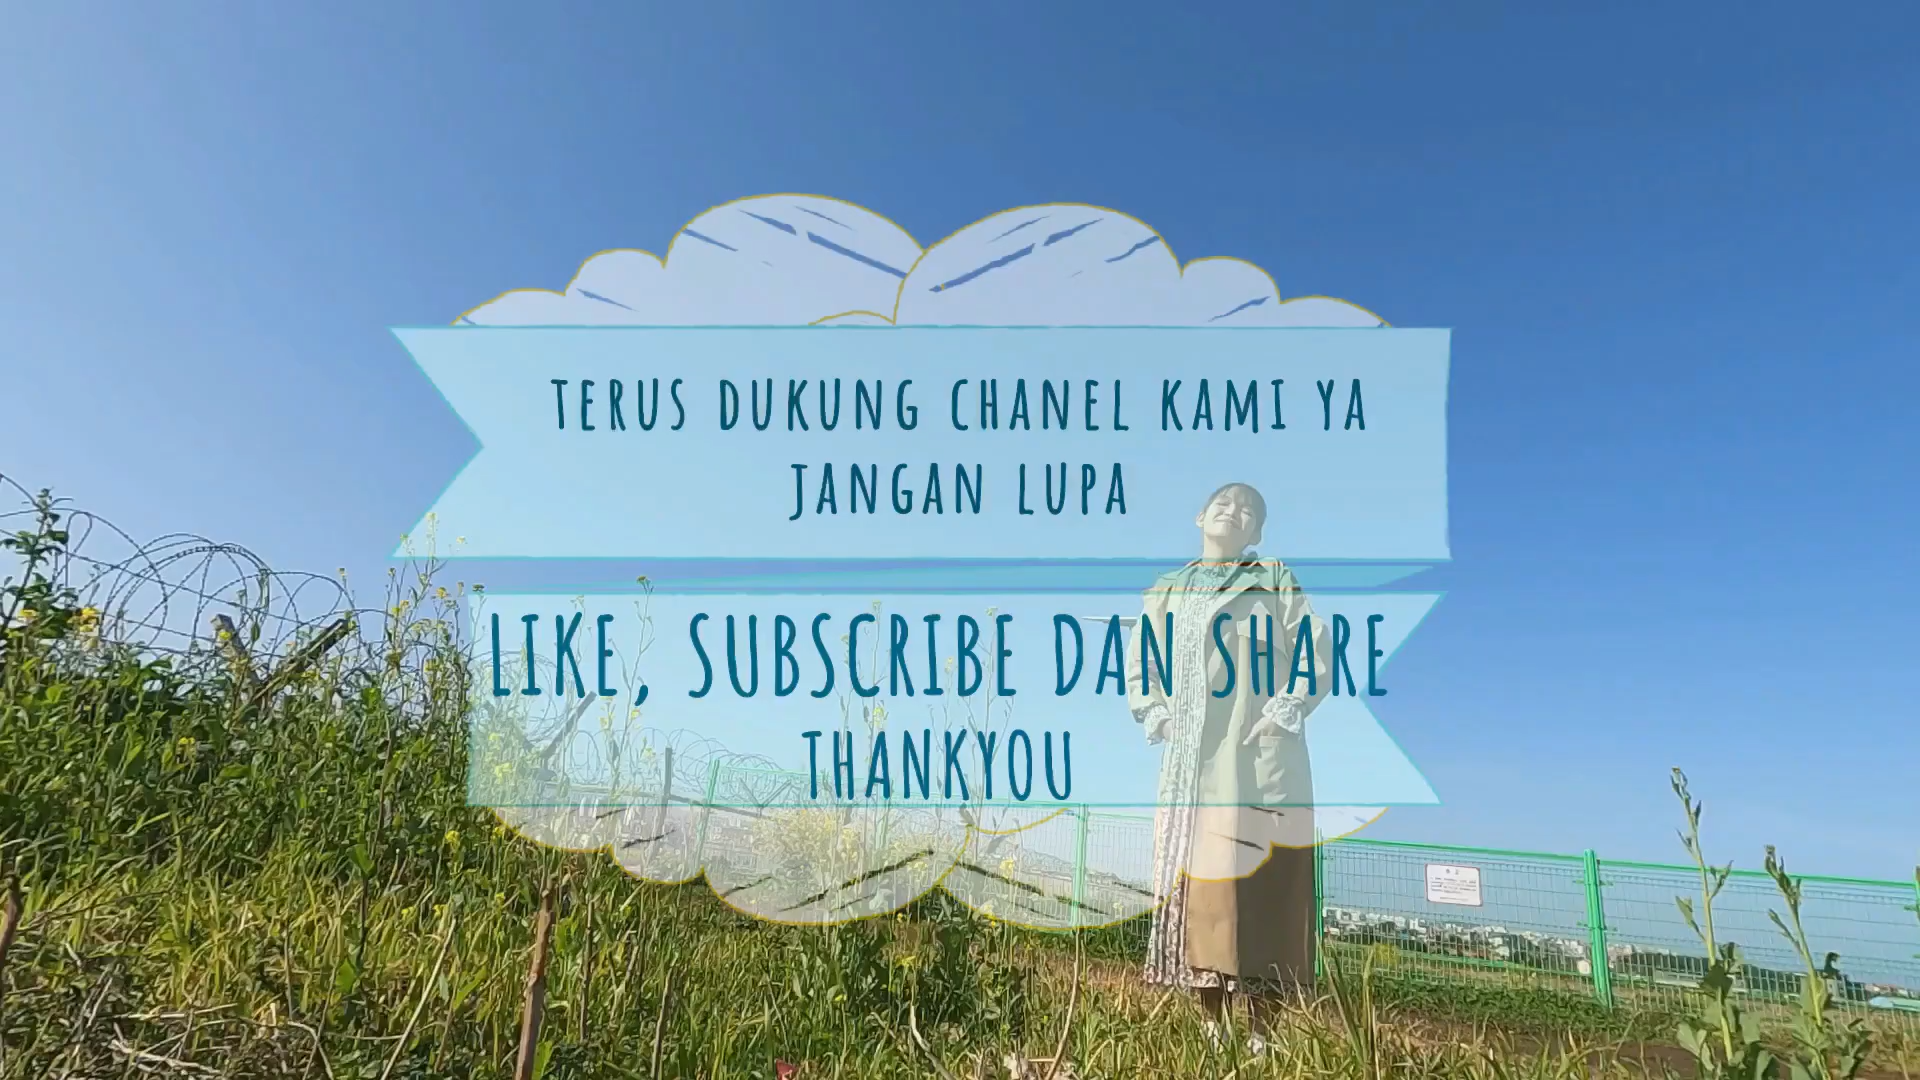 TERUS DUKUNG CHANEL KAMI YA
JANGAN LUPA
LIKE, SUBSCRIBE DAN SHARE
THANKYOU